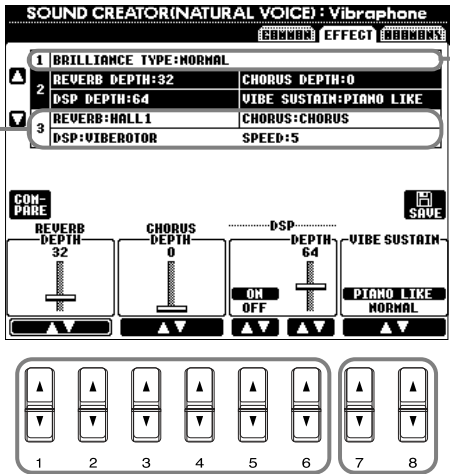 SOUND CREATOR(NATURAL VOICE) : Vibraphone
COMMON EFFECT HARMONY
1 BRILLIANCE TYPE:NORMAL
2 REVERB DEPTH:32 CHORUS DEPTH:0
DSP DEPTH:64 VIBE SUSTAIN:PIANO LIKE
3 REVERB:HALL1 CHORUS:CHORUS
DSP:VIBEROTOR SPEED:5
COM-
PARE
SAVE
REVERB
DEPTH
32
CHORUS
DEPTH
0
DSP
DEPTH
64
ON
OFF
VIBE SUSTAIN
PIANO LIKE
NORMAL
1 2 3 4 5 6 7 8